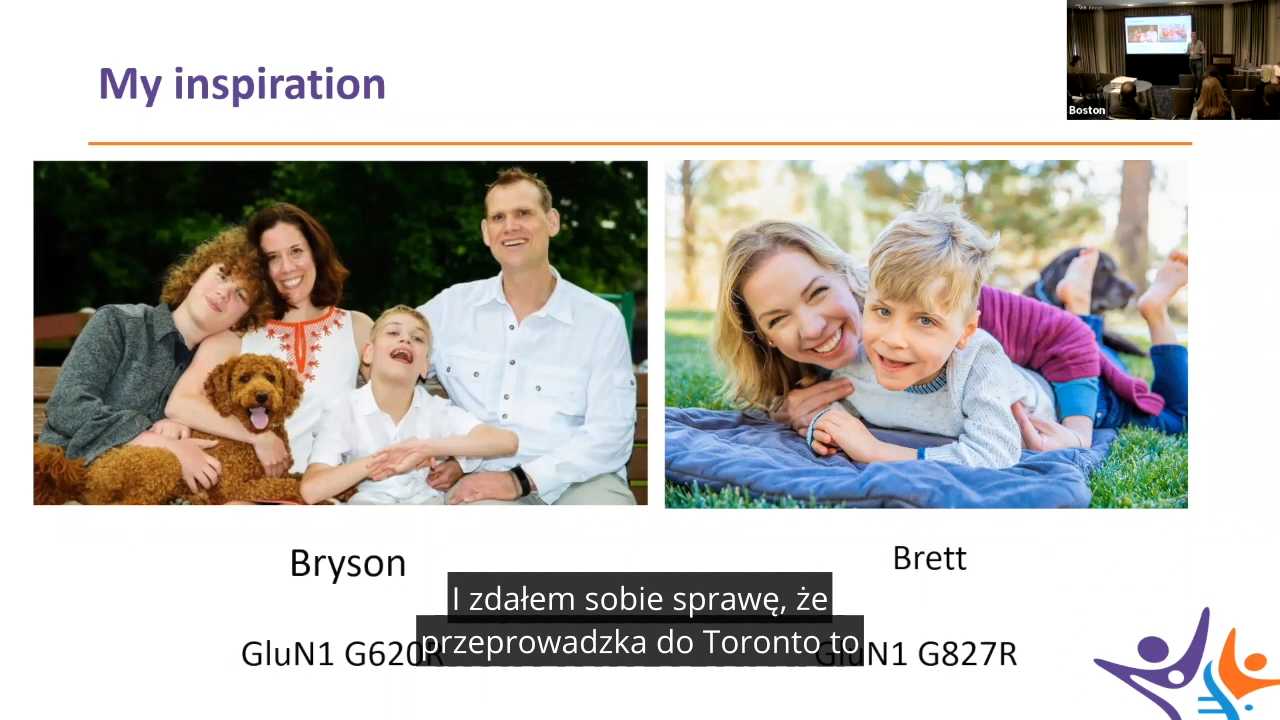 My inspiration
Boston
Bryson
Brett
I zdałem sobie sprawę, że
przeprowadzka do Toronto to
GluN1 G620R
GluN1 G827R